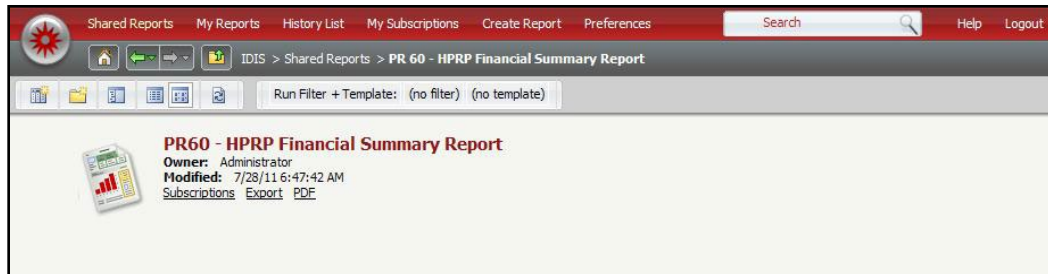 Shared Reports My Reports History List My Subscriptions Create Report Preferences Search Help Logout
IDIS > Shared Reports > PR 60 - HPRP Financial Summary Report
Run Filter + Template: (no filter) (no template)
PR60 - HPRP Financial Summary Report
Owner: Administrator
Modified: 7/28/11 6:47:42 AM
Subscriptions Export PDF